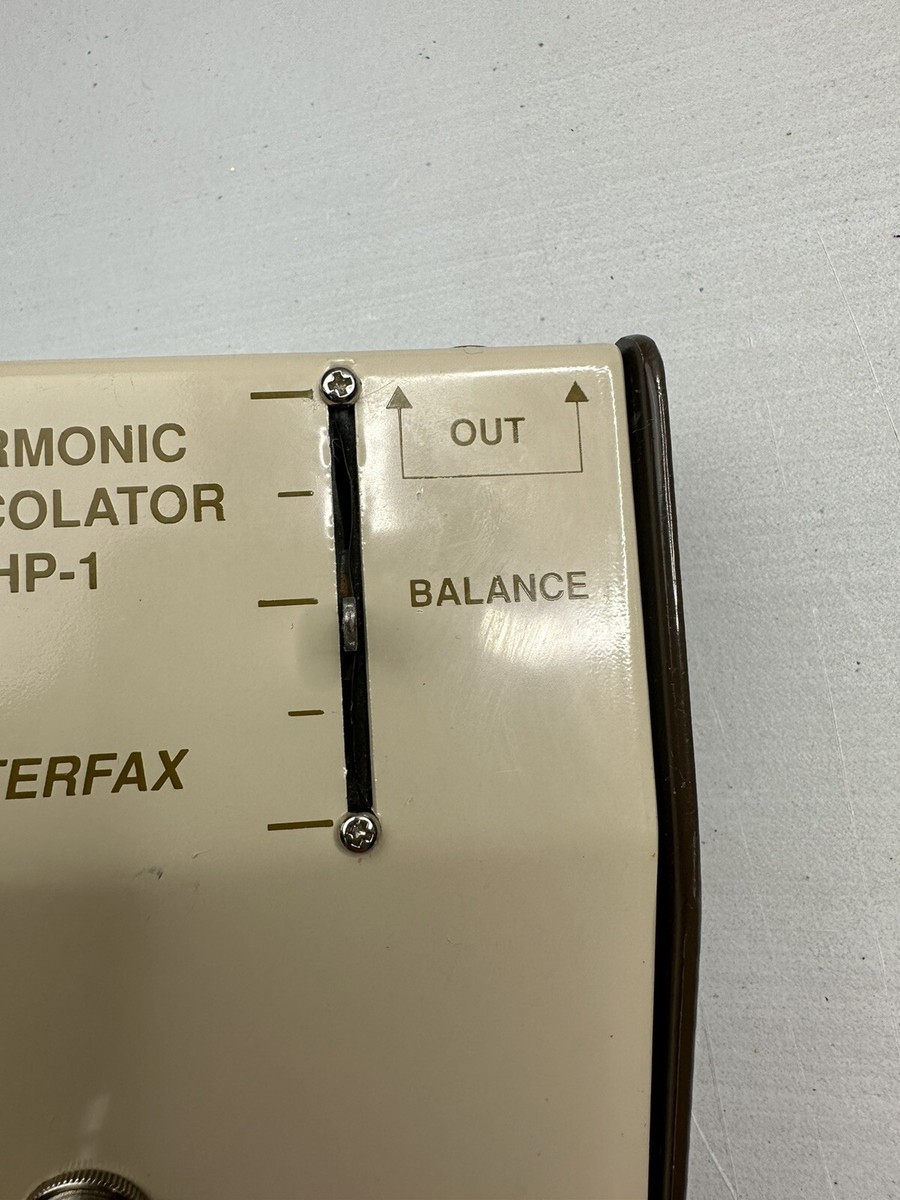 RMONIC
COLATOR
HP-1
TERFAX
OUT
BALANCE